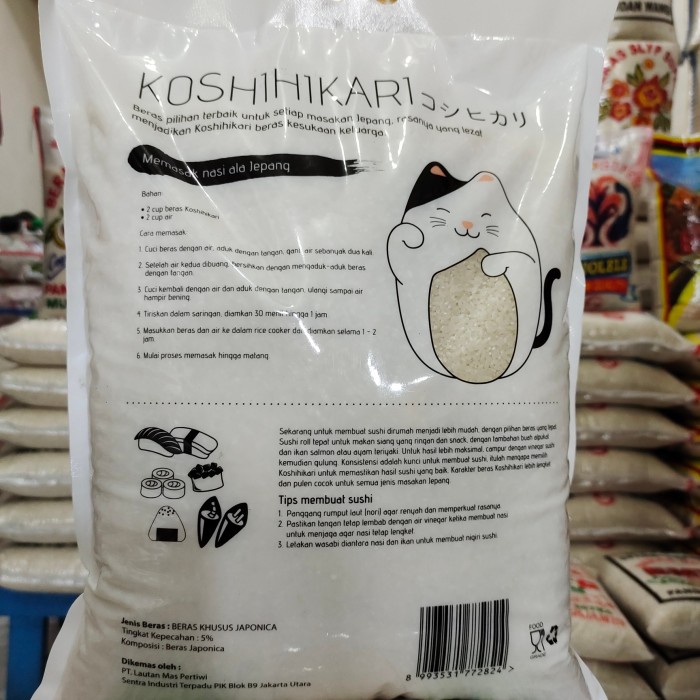 KOSHIHIKARI コシヒカリ
Beras pilihan terbaik untuk setiap masakan Jepang, rasanya yang lezat
menjadikan Koshihikari beras kesukaan keluarga.
Memasak nasi ala Jepang
Bahan:
• 2 cup beras Koshihikari
• 2 cup air
Cara memasak
1. Cuci beras dengan air, aduk dengan tangan, ganti air sebanyak dua kali
2. Setelah air kedua dibuang, bersihkan dengan mengaduk-aduk beras
dengan tangan.
3. Cuci kembali dengan air dan aduk dengan tangan, ulangi sampai air
hampir bening.
4. Tiriskan dalam saringan, diamkan 30 menit hingga 1 jam.
5. Masukkan beras dan air ke dalam rice cooker dan diamkan selama 1 - 2
jam.
6. Mulai proses memasak hingga matang.
Sekarang untuk membuat sushi dirumah menjadi lebih mudah, dengan pilihan beras yang tepat.
Sushi roll tepat untuk makan siang yang ringan dan snack, dengan tambahan buah alpukat
dan ikan salmon atau ayam teriyaki. Untuk hasil lebih maksimal, campur dengan vinegar sushi
kemudian gulung. Konsistensi adalah kunci untuk membuat sushi, itulah mengapa memilih
Koshihikari untuk memastikan hasil sushi yang baik. Karakter beras Koshihikari lebih lengket
dan pulen cocok untuk semua jenis masakan Jepang.
Tips membuat sushi
1. Panggang rumput laut (nori) agar renyah dan memperkuat rasanya.
2. Pastikan tangan tetap lembab dengan air vinegar ketika membuat nasi
untuk menjaga agar nasi tetap lengket.
3. Letakan wasabi diantara nasi dan ikan untuk membuat nigiri sushi.
Jenis Beras : BERAS KHUSUS JAPONICA
Tingkat Kepecahan : 5%
Komposisi : Beras Japonica
Dikemas oleh :
PT. Lautan Mas Pertiwi
Sentra Industri Terpadu PIK Blok B9 Jakarta Utara
8 993531 772824 >
FOOD